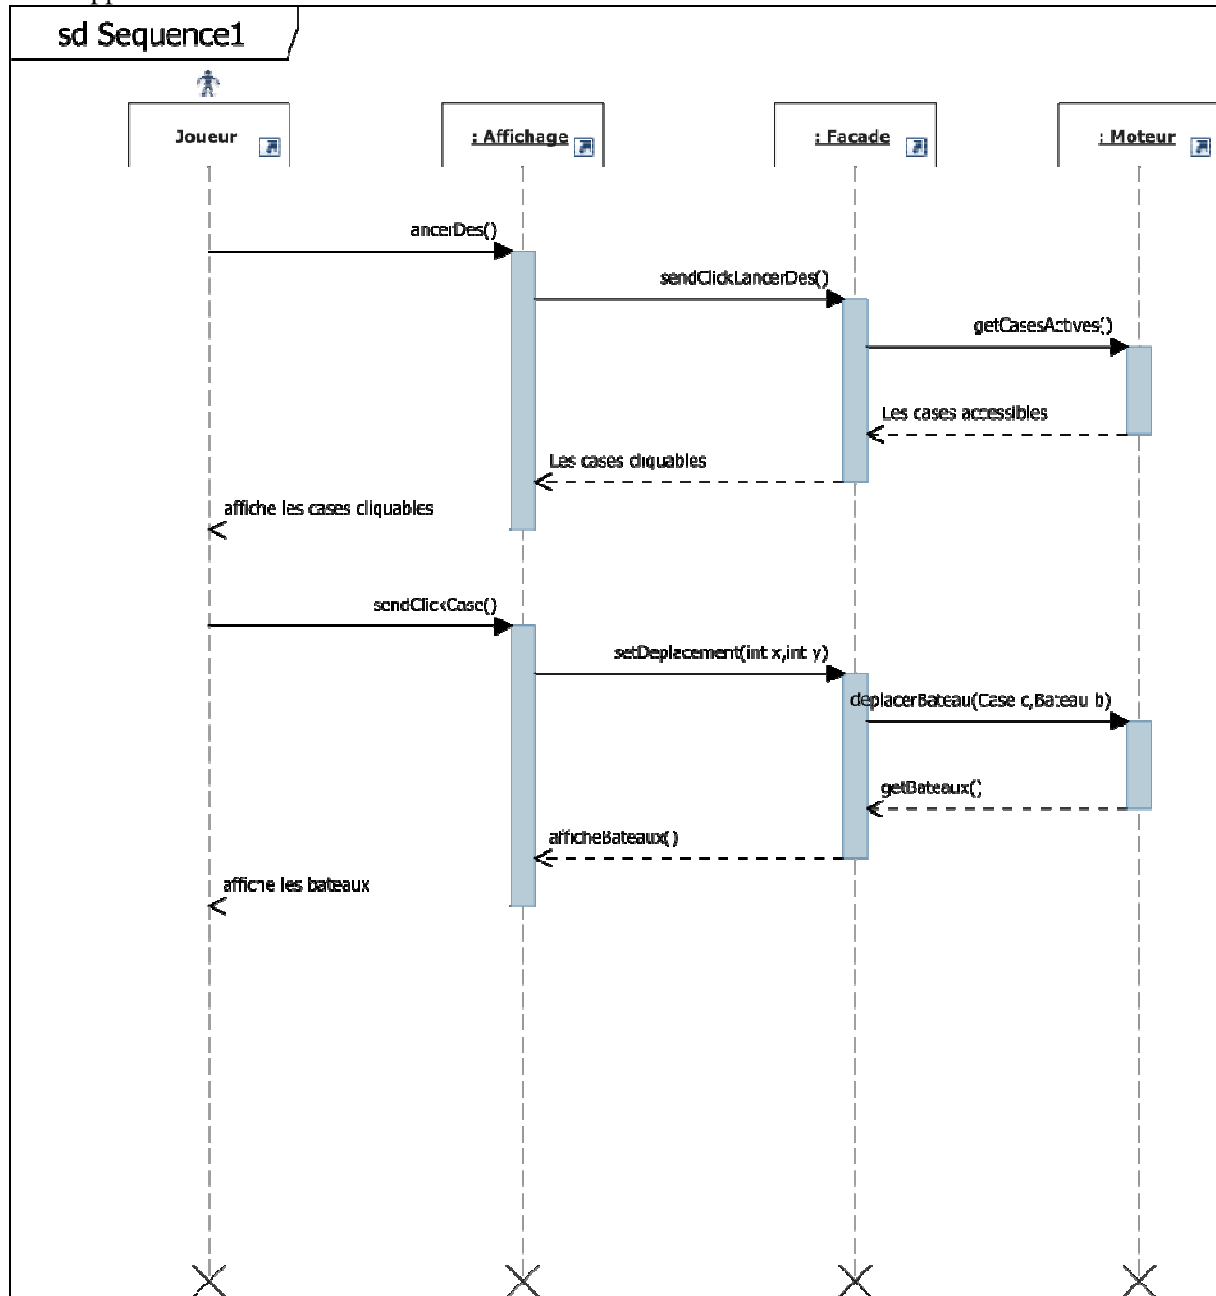 sd Sequence1
Joueur
: Affichage
: Facade
: Moteur
ancerDes()
sendClickLancerDes()
getCasesActives()
Les cases accessibles
Les cases cliquables
affiche les cases cliquables
sendClickCase()
setDeplacement(int x,int y)
deplacerBateau(Case c,Bateau b)
getBateaux()
afficheBateaux()
affiche les bateaux